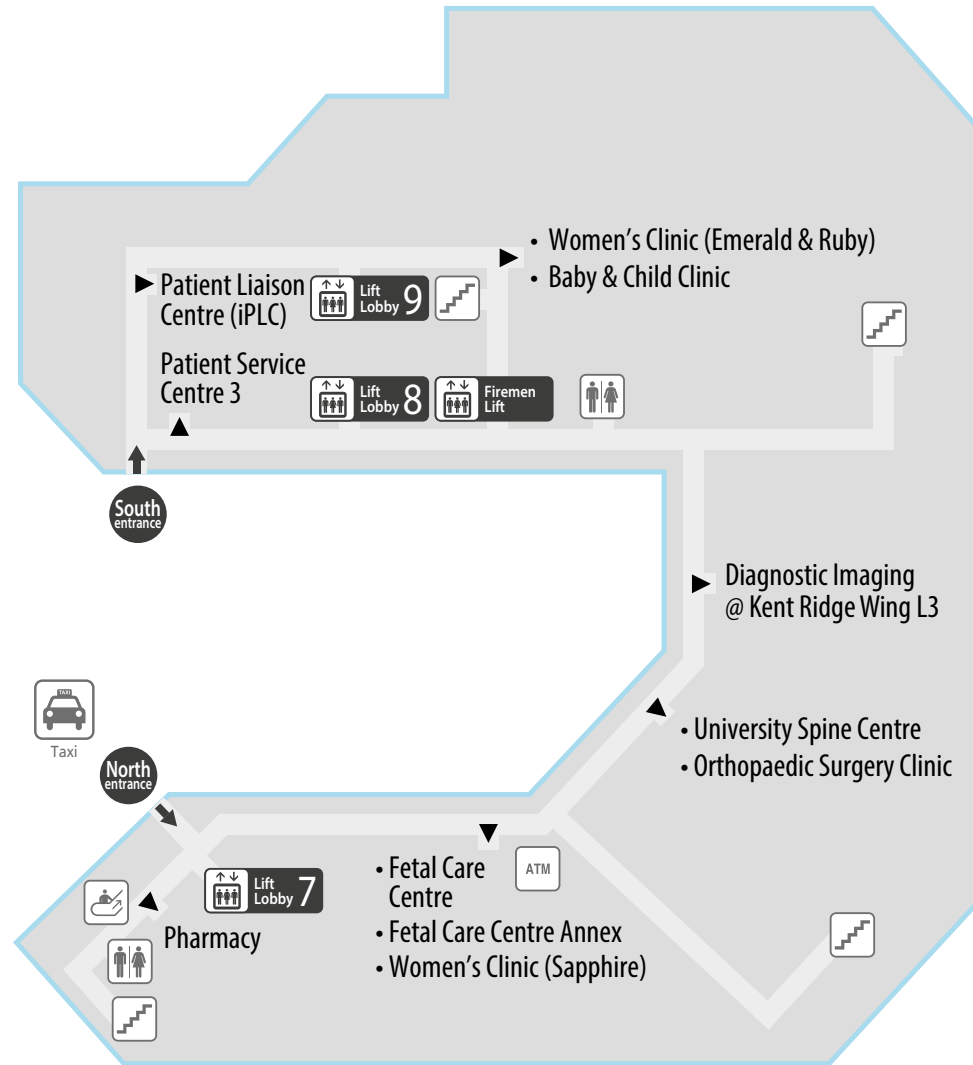 • Women's Clinic (Emerald & Ruby)
• Baby & Child Clinic
Patient Liaison
Centre (iPLC)
Lift
Lobby 9
Patient Service
Centre 3
Lift
Lobby 8
Firemen
Lift
South
entrance
Diagnostic Imaging
@ Kent Ridge Wing L3
TAXI
Taxi
• University Spine Centre
• Orthopaedic Surgery Clinic
North
entrance
Lift
Lobby 7
• Fetal Care
Centre
ATM
• Fetal Care Centre Annex
• Women's Clinic (Sapphire)
Pharmacy